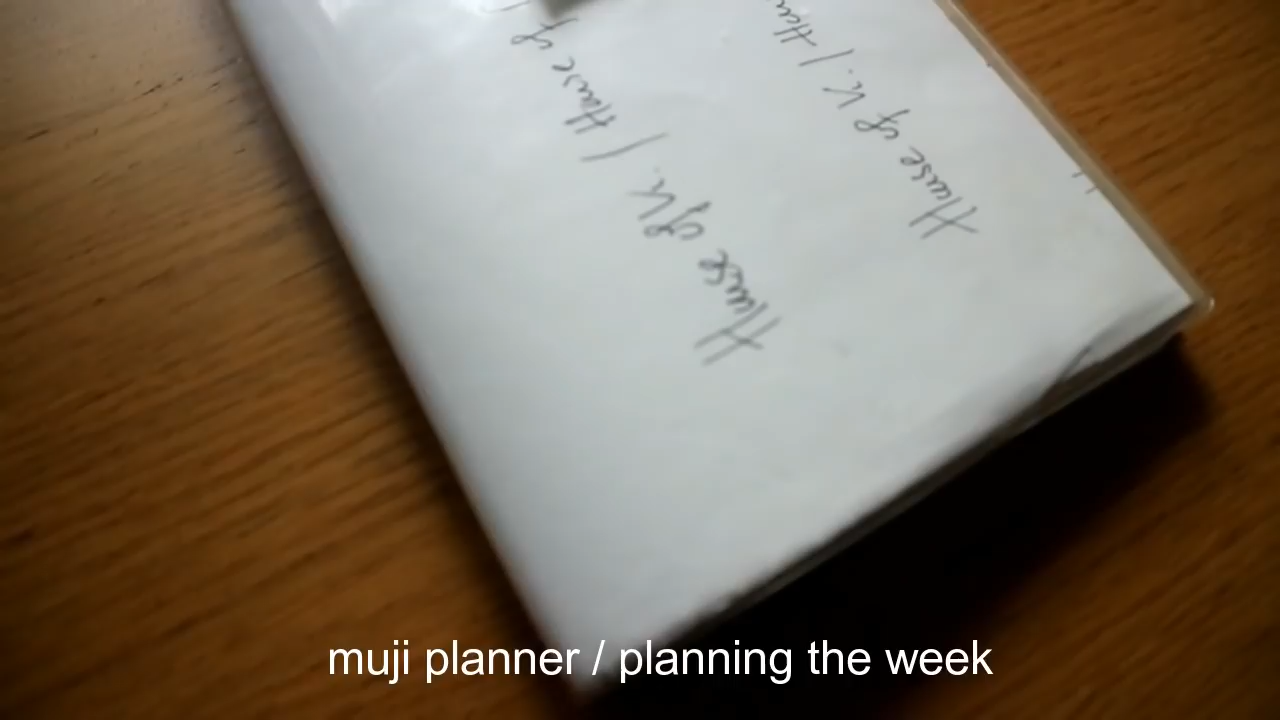 House of K. / House of
House of K. / Hou
muji planner / planning the week